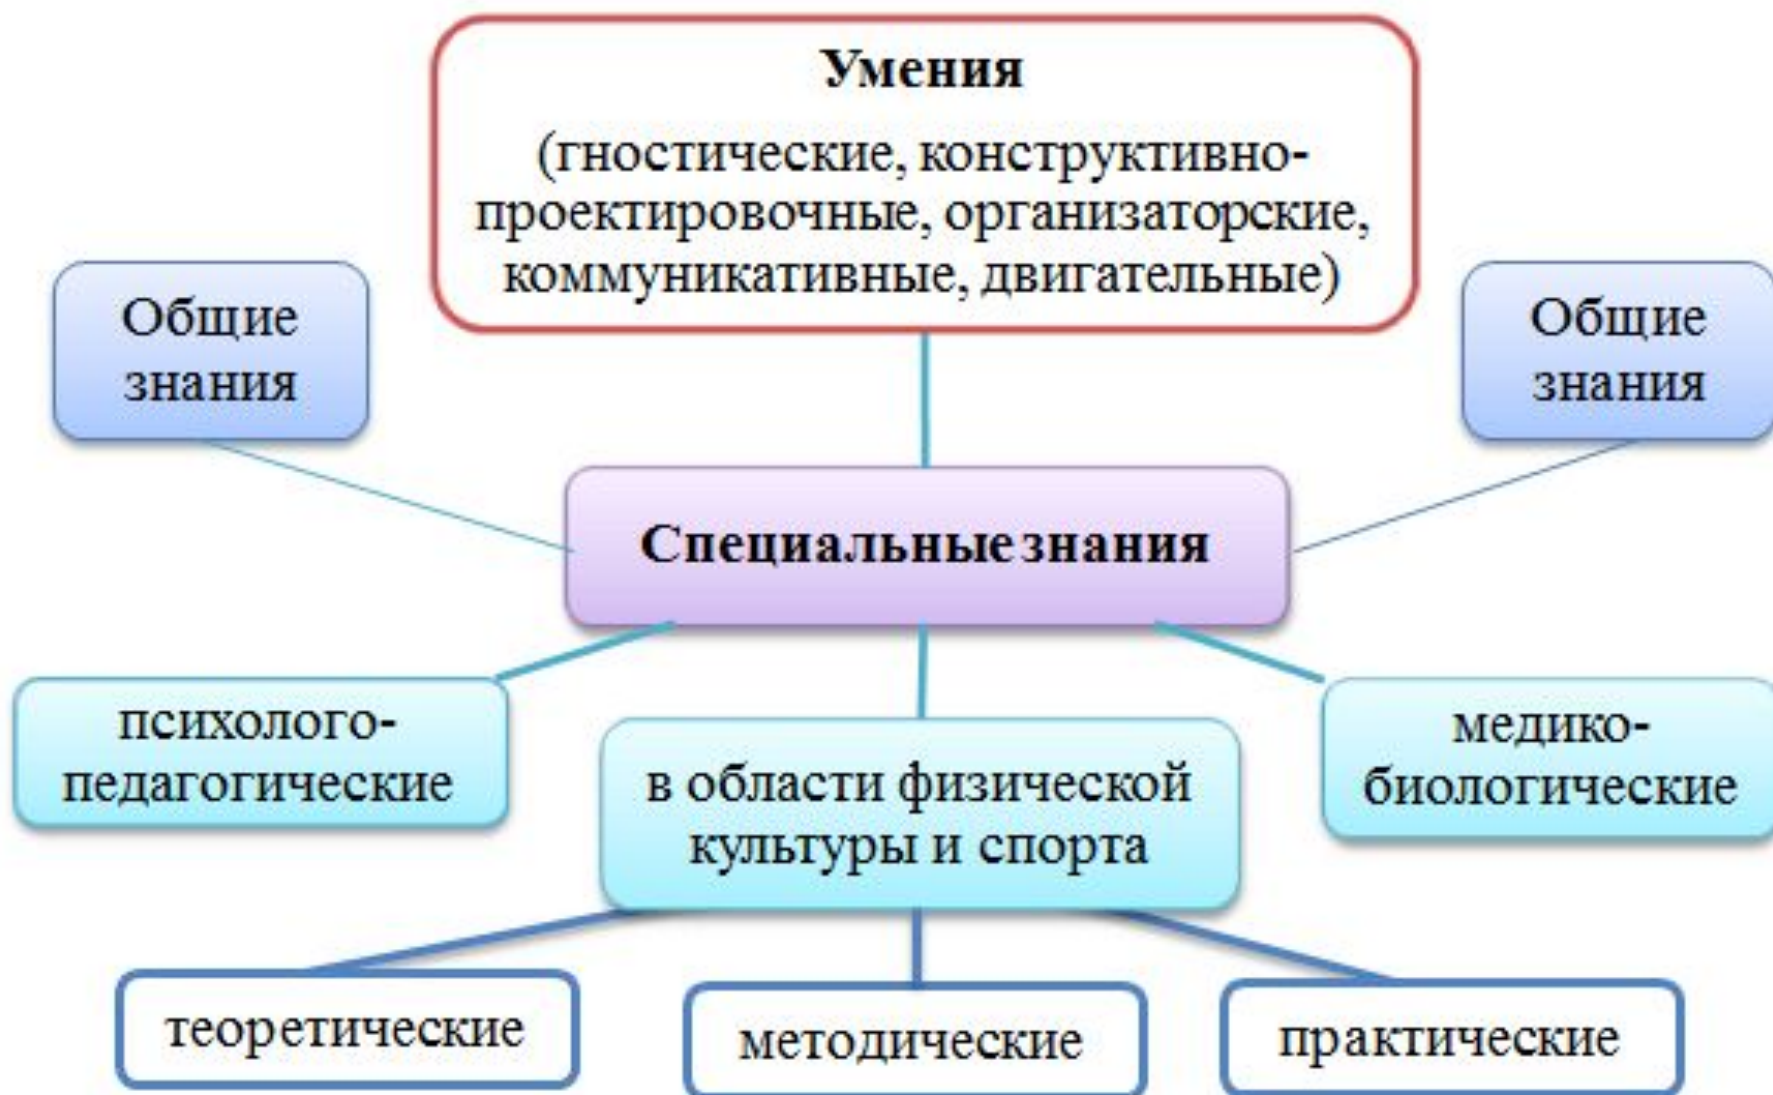 Умения
(гностические, конструктивно-
проектировочные, организаторские,
коммуникативные, двигательные)
Общие
знания
Общие
знания
Специальные знания
психолого-
педагогические
в области физической
культуры и спорта
медико-
биологические
теоретические
методические
практические